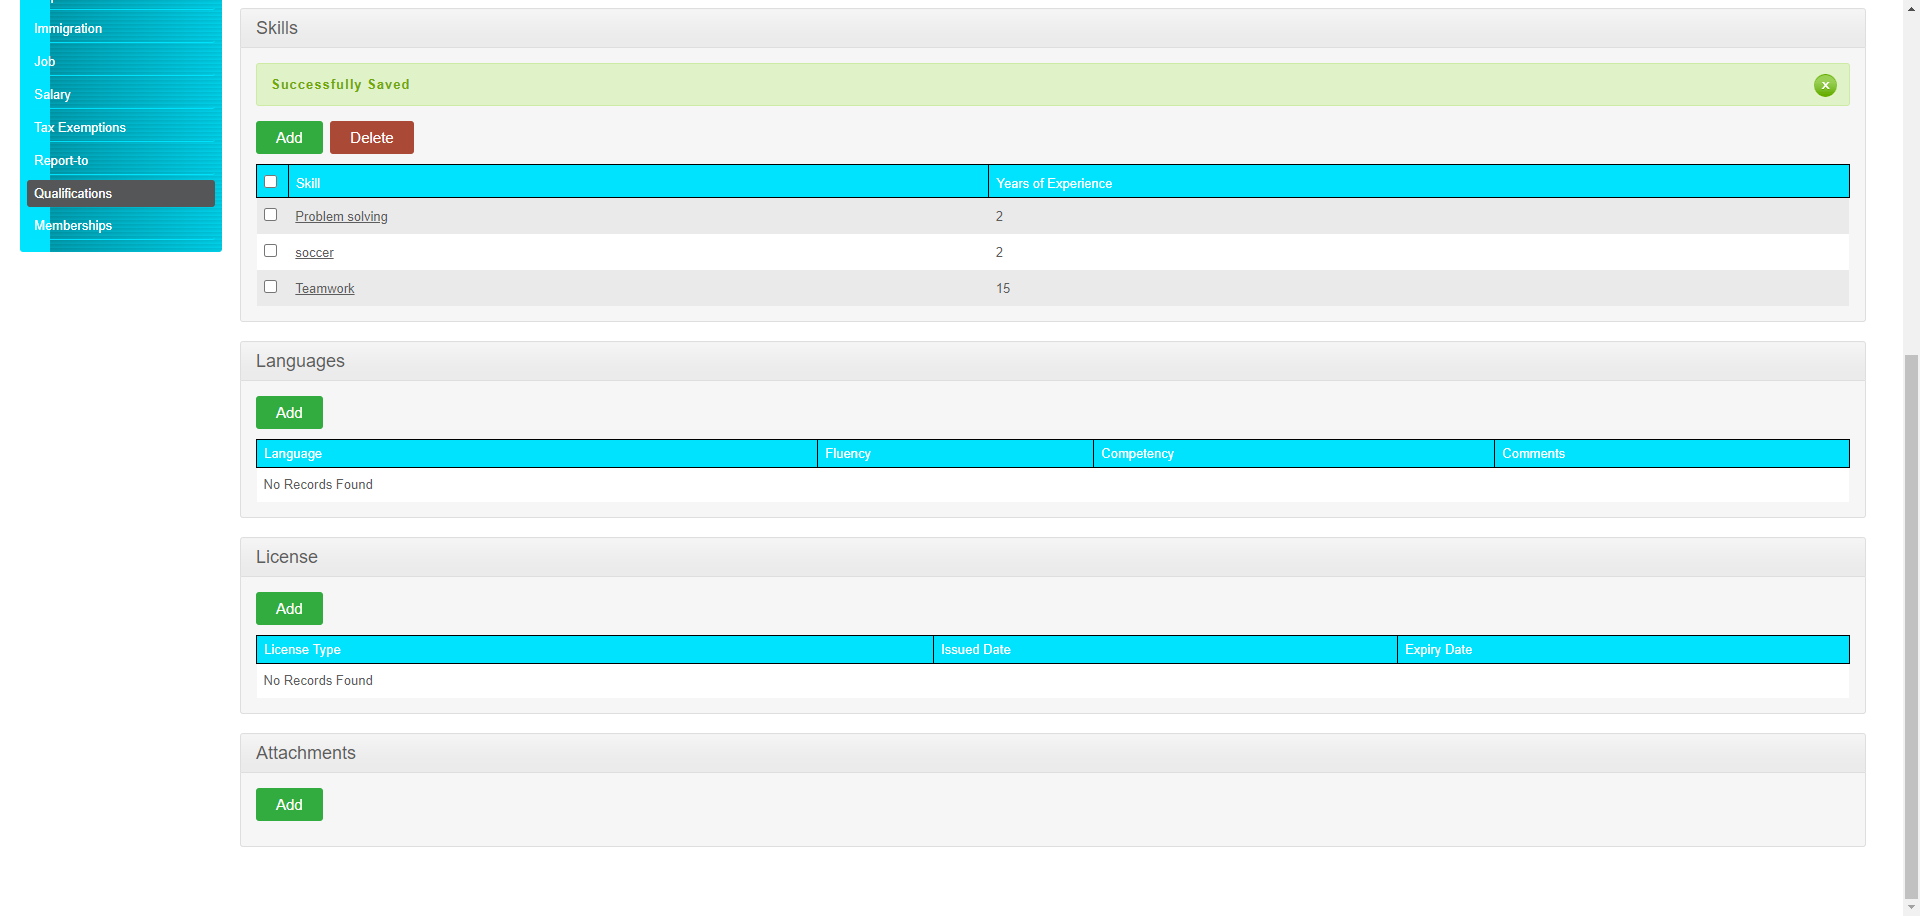 Immigration
Job
Salary
Tax Exemptions
Report-to
Qualifications
Memberships
Skills
Successfully Saved
x
Add Delete
Skill Years of Experience
Problem solving 2
soccer 2
Teamwork 15
Languages
Add
Language Fluency Competency Comments
No Records Found
License
Add
License Type Issued Date Expiry Date
No Records Found
Attachments
Add